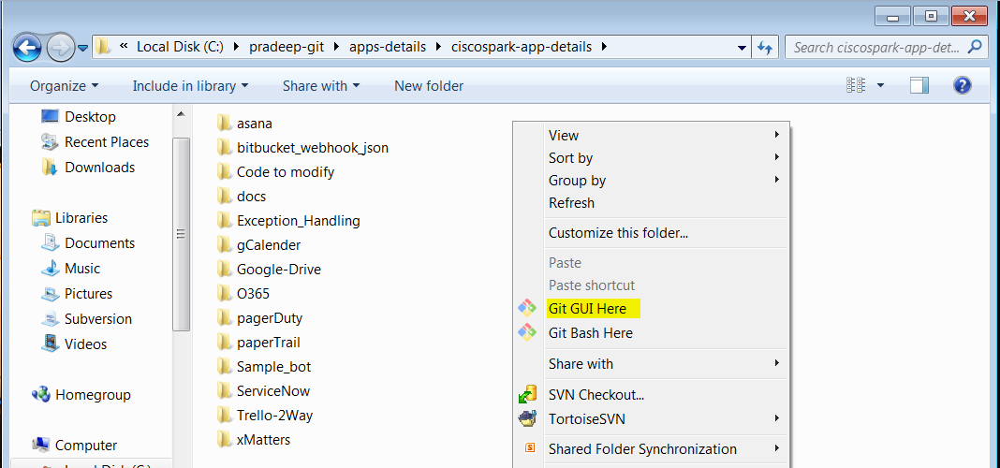 « Local Disk (C:) pradeep-git apps-details ciscospark-app-details Search ciscospark-app-det...
Organize Include in library Share with New folder
Desktop
Recent Places
Downloads
Libraries
Documents
Music
Pictures
Subversion
Videos
Homegroup
Computer
Local Disk (C:)
asana
bitbucket_webhook_json
Code to modify
docs
Exception_Handling
gCalender
Google-Drive
O365
pagerDuty
paperTrail
Sample_bot
ServiceNow
Trello-2Way
xMatters
View
Sort by
Group by
Refresh
Customize this folder...
Paste
Paste shortcut
Git GUI Here
Git Bash Here
Share with
SVN Checkout...
TortoiseSVN
Shared Folder Synchronization